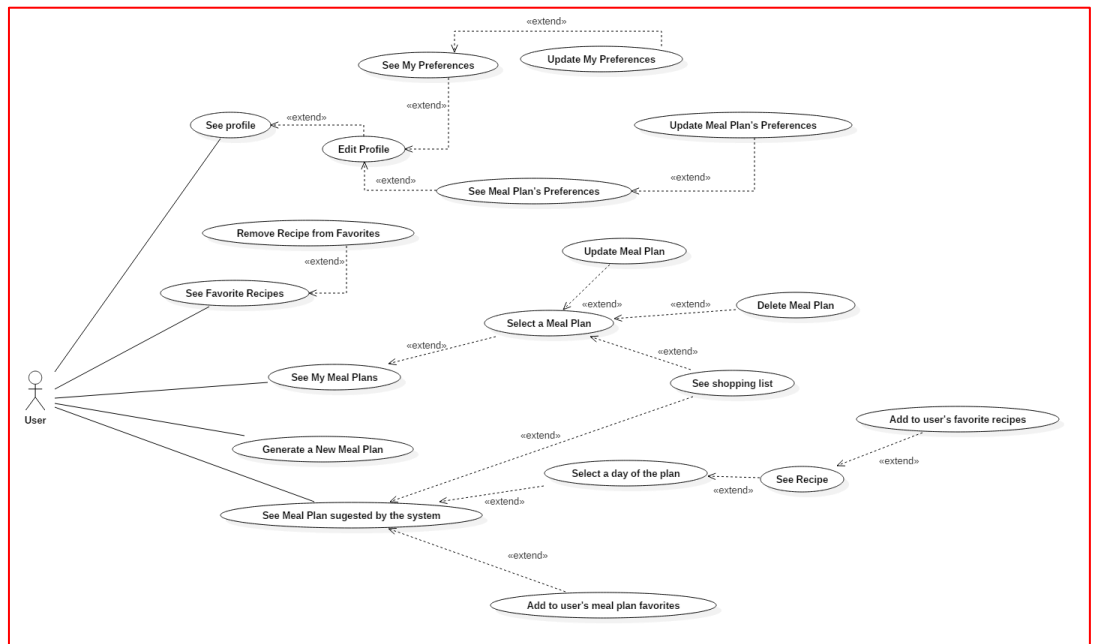 «extend»
See My Preferences
Update My Preferences
«extend»
See profile
«extend»
Update Meal Plan's Preferences
Edit Profile
«extend»
«extend»
See Meal Plan's Preferences
Remove Recipe from Favorites
Update Meal Plan
«extend»
See Favorite Recipes
«extend»
«extend»
Delete Meal Plan
Select a Meal Plan
«extend»
«extend»
See My Meal Plans
See shopping list
Add to user's favorite recipes
«extend»
Generate a New Meal Plan
«extend»
User
Select a day of the plan
See Recipe
«extend»
«extend»
See Meal Plan sugested by the system
«extend»
Add to user's meal plan favorites